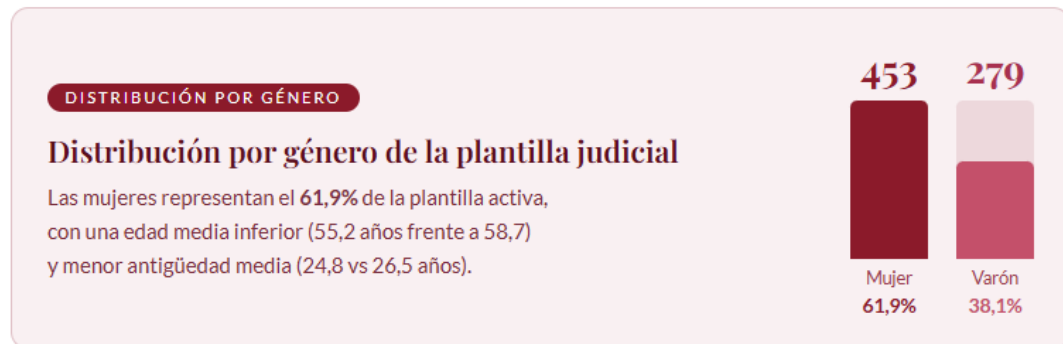 DISTRIBUCIÓN POR GÉNERO
Distribución por género de la plantilla judicial
Las mujeres representan el 61,9% de la plantilla activa,
con una edad media inferior (55,2 años frente a 58,7)
y menor antigüedad media (24,8 vs 26,5 años).
453 279
Mujer Varón
61,9% 38,1%